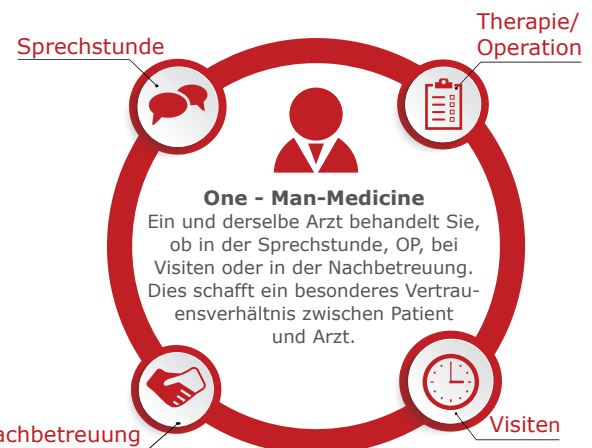 Sprechstunde
Therapie/
Operation
One - Man-Medicine
Ein und derselbe Arzt behandelt Sie,
ob in der Sprechstunde, OP, bei
Visiten oder in der Nachbetreuung.
Dies schafft ein besonderes Vertrau-
ensverhältnis zwischen Patient
und Arzt.
achbetreuung
Visiten